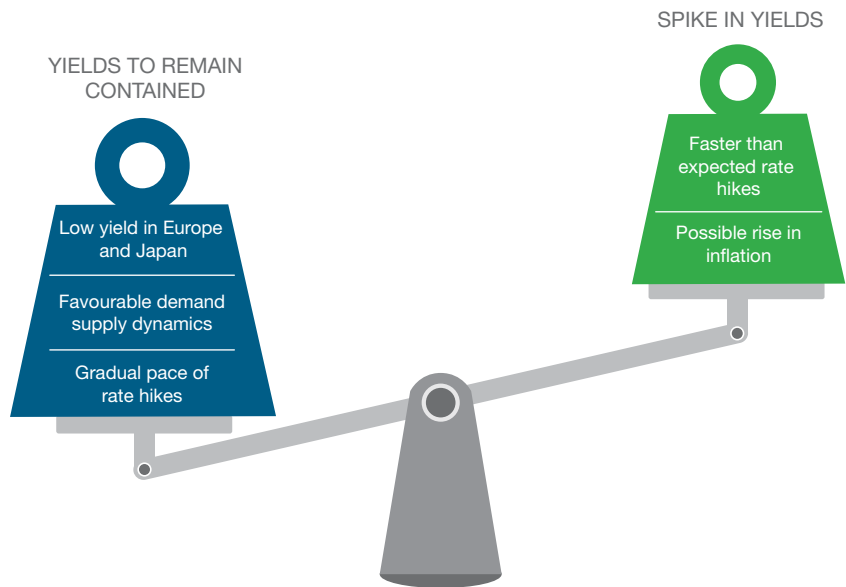 YIELDS TO REMAIN
CONTAINED
Low yield in Europe
and Japan
Favourable demand
supply dynamics
Gradual pace of
rate hikes
SPIKE IN YIELDS
Faster than
expected rate
hikes
Possible rise in
inflation